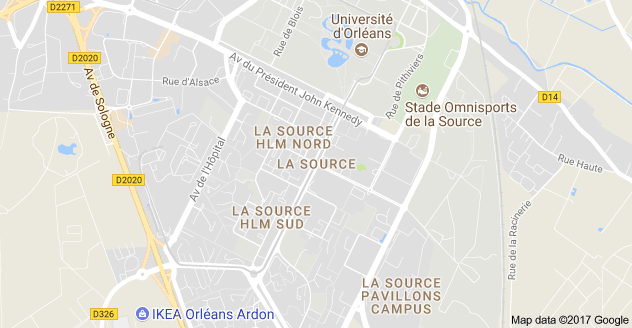 D2271
Université
d'Orléans
Rue de Blois
D2020
Av du Président John Kennedy
Rue d'Alsace
Rue de Pithiviers
D14
Av de Sologne
Stade Omnisports
de la Source
LA SOURCE
HLM NORD
LA SOURCE
Av de l'Hôpital
Rue Haute
D2020
LA SOURCE
HLM SUD
Rue de la Racinerie
LA SOURCE
PAVILLONS
CAMPUS
D326
IKEA Orléans Ardon
Map data ©2017 Google